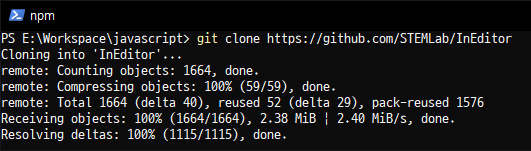 npm
PS E:\Workspace\javascript> git clone https://github.com/STEMLab/InEditor
Cloning into 'InEditor'...
remote: Counting objects: 1664, done.
remote: Compressing objects: 100% (59/59), done.
remote: Total 1664 (delta 40), reused 52 (delta 29), pack-reused 1576
Receiving objects: 100% (1664/1664), 2.38 MiB ¦ 2.40 MiB/s, done.
Resolving deltas: 100% (1115/1115), done.